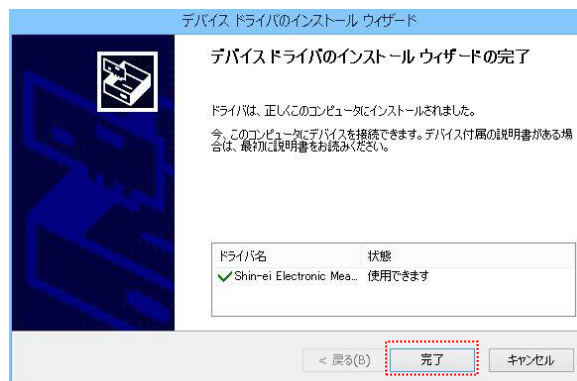 デバイス ドライバのインストール ウィザード
デバイス ドライバのインストール ウィザードの完了
ドライバは、正しくこのコンピュータにインストールされました。
今、このコンピュータにデバイスを接続できます。デバイス付属の説明書がある場
合は、最初に説明書をお読みください。
ドライバ名 状態
Shin-ei Electronic Mea... 使用できます
< 戻る(B) 完了 キャンセル